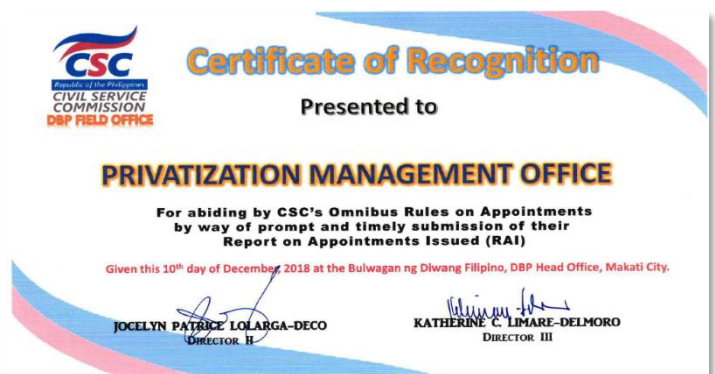 CSC
Republic of the Philippines
CIVIL SERVICE
COMMISSION
DBP FIELD OFFICE
Certificate of Recognition
Presented to
PRIVATIZATION MANAGEMENT OFFICE
For abiding by CSC's Omnibus Rules on Appointments
by way of prompt and timely submission of their
Report on Appointments Issued (RAI)
Given this 10th day of December, 2018 at the Bulwagan ng Diwang Filipino, DBP Head Office, Makati City.
JOCELYN PATRICE LOLARGA-DECO
DIRECTOR II
KATHERINE C. LIMARE-DELMORO
DIRECTOR III